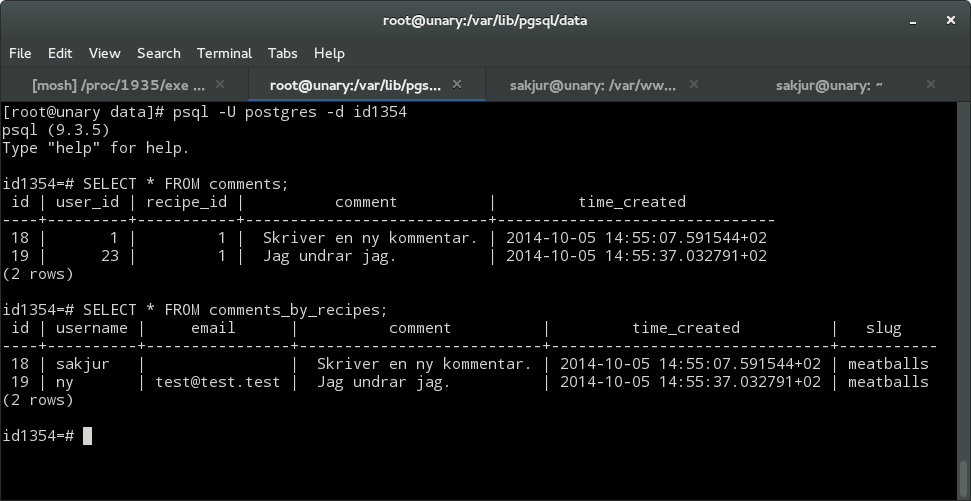 root@unary:/var/lib/pgsql/data
File Edit View Search Terminal Tabs Help
[mosh] /proc/1935/exe ... × root@unary:/var/lib/pgs... × sakjur@unary: /var/ww... × sakjur@unary: ~ ×
[root@unary data]# psql -U postgres -d id1354
psql (9.3.5)
Type "help" for help.
id1354=# SELECT * FROM comments;
 id | user_id | recipe_id |          comment          |         time_created
----+---------+-----------+---------------------------+-------------------------------
 18 |       1 |         1 |  Skriver en ny kommentar. | 2014-10-05 14:55:07.591544+02
 19 |      23 |         1 |  Jag undrar jag.          | 2014-10-05 14:55:37.032791+02
(2 rows)
id1354=# SELECT * FROM comments_by_recipes;
 id | username |     email      |          comment          |         time_created          |   slug
----+----------+----------------+---------------------------+-------------------------------+-----------
 18 | sakjur   |                |  Skriver en ny kommentar. | 2014-10-05 14:55:07.591544+02 | meatballs
 19 | ny       | test@test.test |  Jag undrar jag.          | 2014-10-05 14:55:37.032791+02 | meatballs
(2 rows)
id1354=#